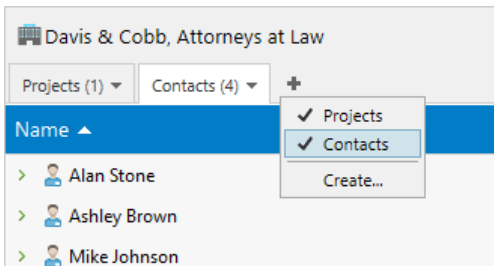 Davis & Cobb, Attorneys at Law
Projects (1)
Contacts (4)
Projects
Contacts
Create...
Name
Alan Stone
Ashley Brown
Mike Johnson